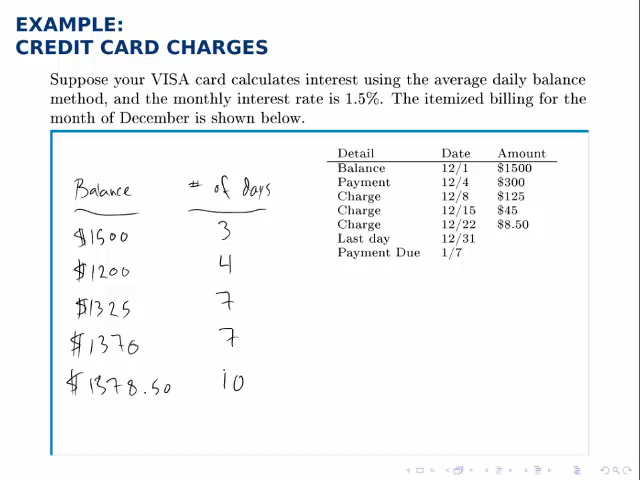 EXAMPLE:
CREDIT CARD CHARGES
Suppose your VISA card calculates interest using the average daily balance
method, and the monthly interest rate is 1.5%. The itemized billing for the
month of December is shown below.
Detail Date Amount
Balance 12/1 $1500
Payment 12/4 $300
Charge 12/8 $125
Charge 12/15 $45
Charge 12/22 $8.50
Last day 12/31
Payment Due 1/7
Balance # of days
$1500 3
$1200 4
$1325 7
$1370 7
$1378.50 10